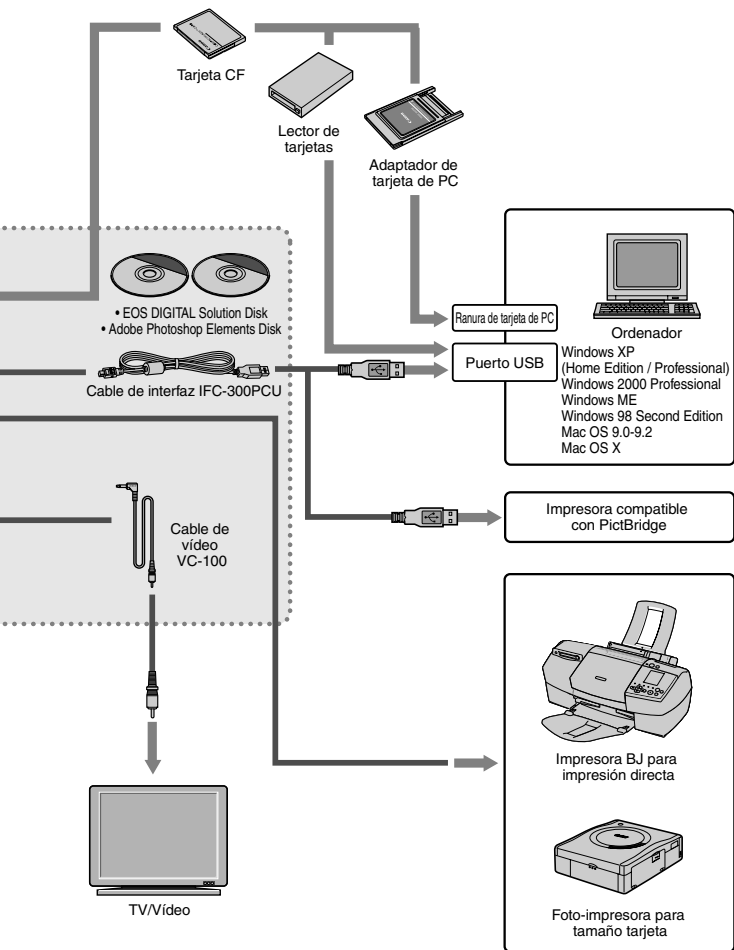 Tarjeta CF
Lector de
tarjetas
Adaptador de
tarjeta de PC
• EOS DIGITAL Solution Disk
• Adobe Photoshop Elements Disk
Cable de interfaz IFC-300PCU
Ranura de tarjeta de PC
Puerto USB
Ordenador
Windows XP
(Home Edition / Professional)
Windows 2000 Professional
Windows ME
Windows 98 Second Edition
Mac OS 9.0-9.2
Mac OS X
Impresora compatible
con PictBridge
Cable de
vídeo
VC-100
Impresora BJ para
impresión directa
TV/Vídeo
Foto-impresora para
tamaño tarjeta